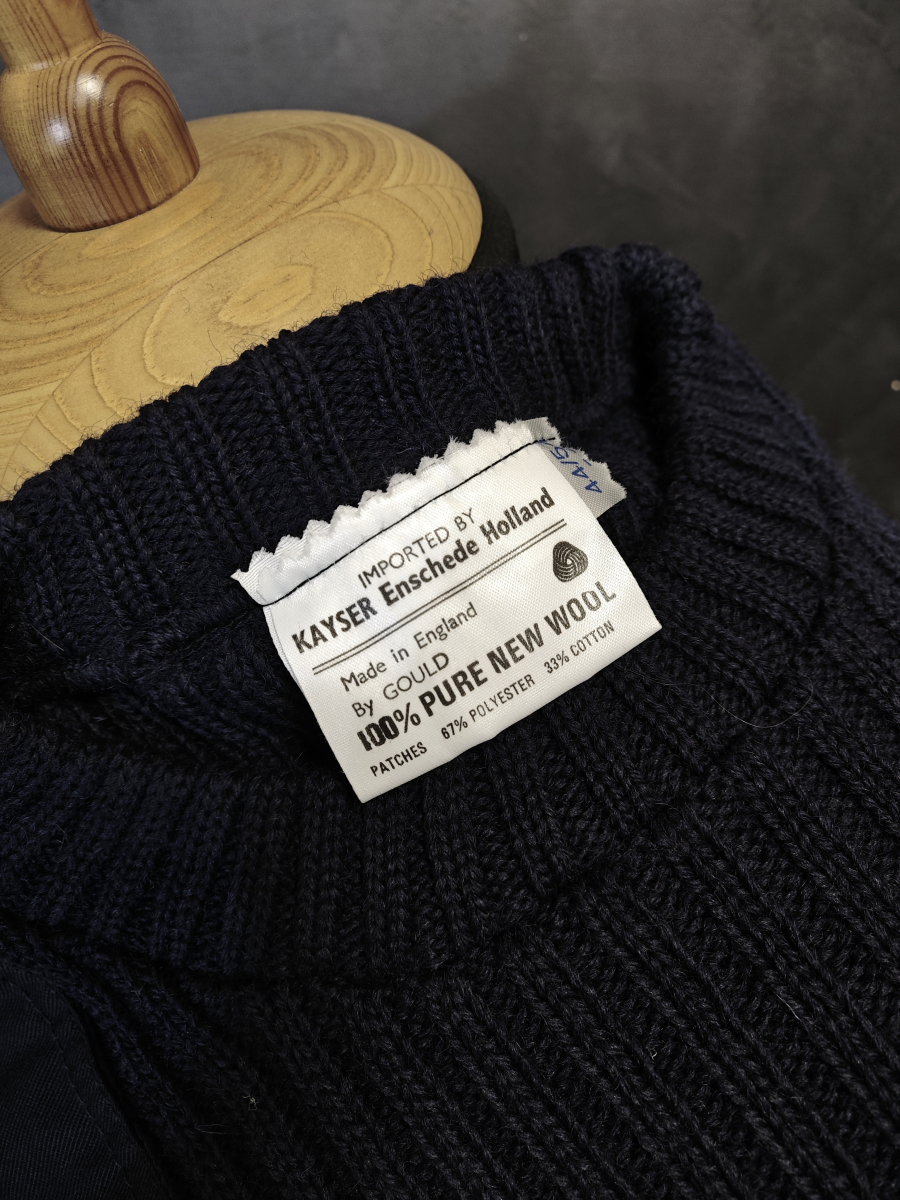 IMPORTED BY
KAYSER Enschede Holland
Made in England
By GOULD
100% PURE NEW WOOL
PATCHES 67% POLYESTER 33% COTTON